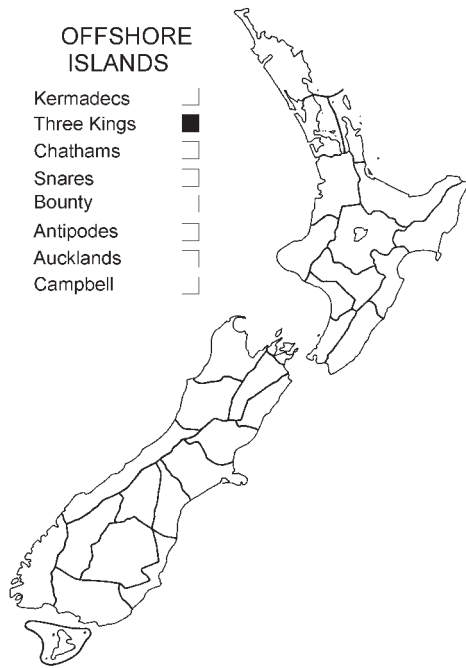 OFFSHORE
ISLANDS
Kermadecs
Three Kings
Chathams
Snares
Bounty
Antipodes
Aucklands
Campbell